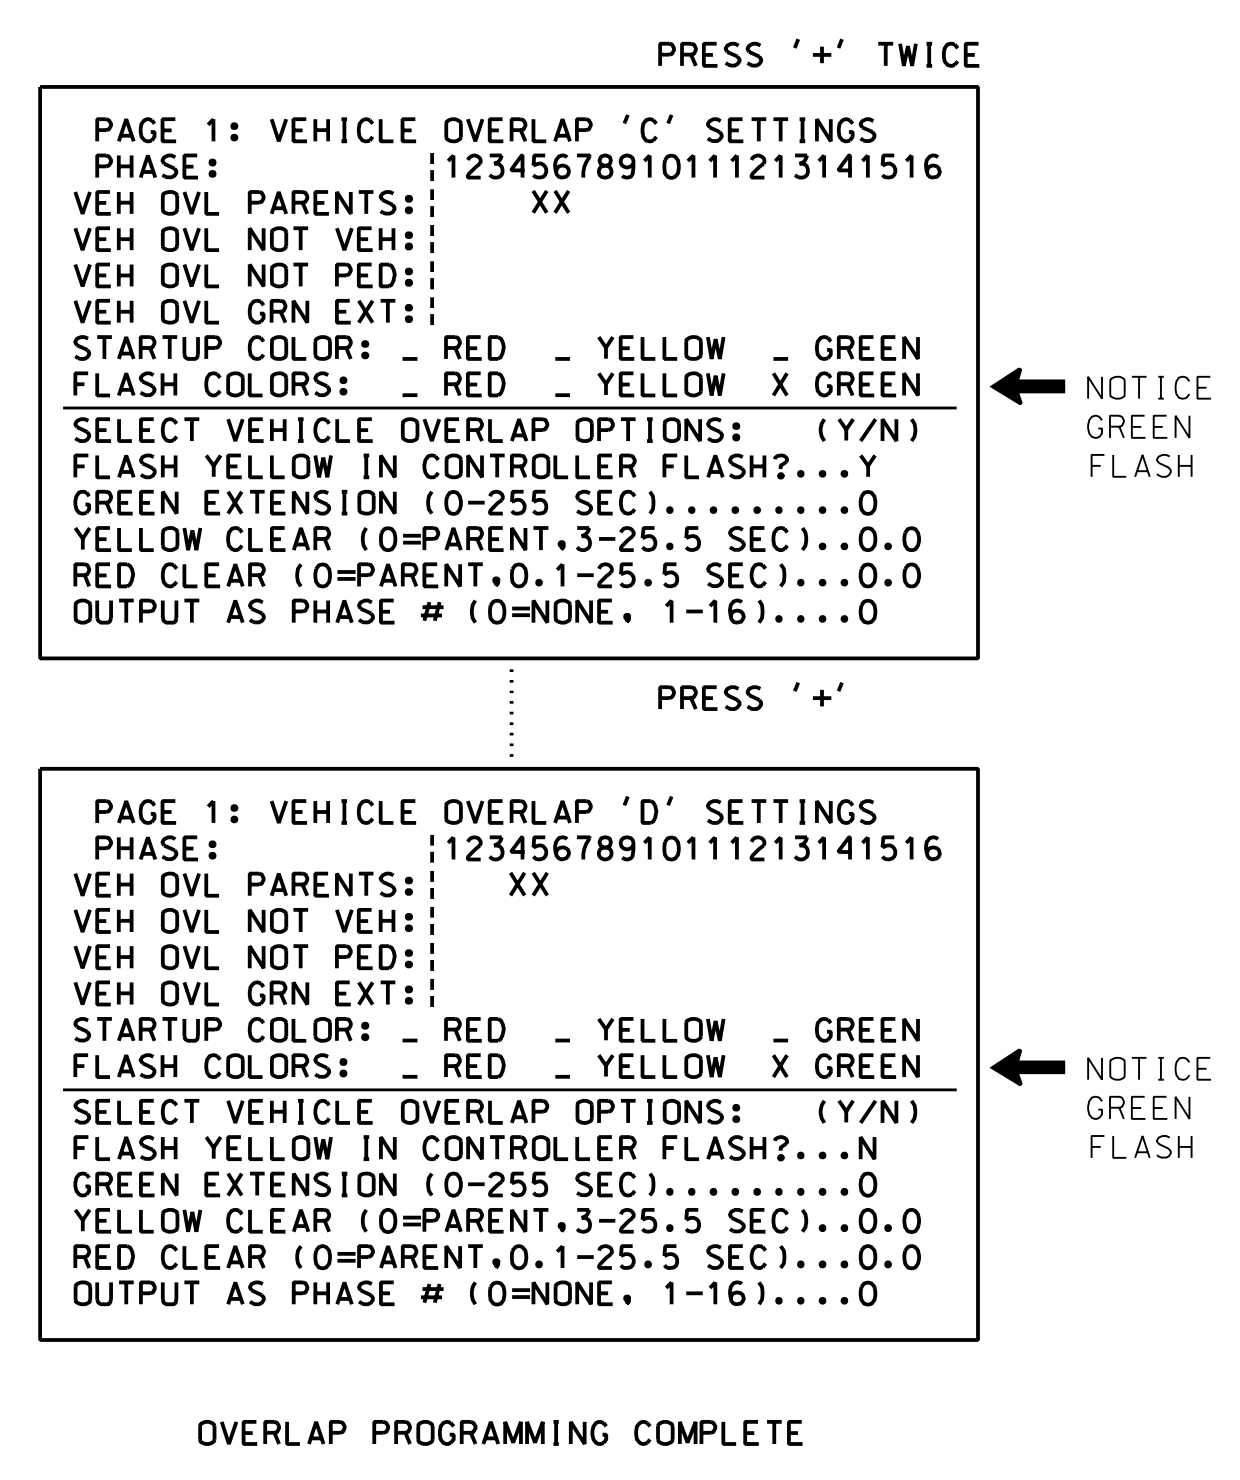 PRESS '+' TWICE
PAGE 1: VEHICLE OVERLAP 'C' SETTINGS
PHASE: 12345678910111213141516
VEH OVL PARENTS: XX
VEH OVL NOT VEH:
VEH OVL NOT PED:
VEH OVL GRN EXT:
STARTUP COLOR: _ RED _ YELLOW _ GREEN
FLASH COLORS: _ RED _ YELLOW X GREEN
NOTICE
GREEN
FLASH
SELECT VEHICLE OVERLAP OPTIONS: (Y/N)
FLASH YELLOW IN CONTROLLER FLASH?...Y
GREEN EXTENSION (0-255 SEC).........0
YELLOW CLEAR (0=PARENT,3-25.5 SEC)..0.0
RED CLEAR (0=PARENT,0.1-25.5 SEC)...0.0
OUTPUT AS PHASE # (0=NONE, 1-16)....0
PRESS '+'
PAGE 1: VEHICLE OVERLAP 'D' SETTINGS
PHASE: 12345678910111213141516
VEH OVL PARENTS: XX
VEH OVL NOT VEH:
VEH OVL NOT PED:
VEH OVL GRN EXT:
STARTUP COLOR: _ RED _ YELLOW _ GREEN
FLASH COLORS: _ RED _ YELLOW X GREEN
NOTICE
GREEN
FLASH
SELECT VEHICLE OVERLAP OPTIONS: (Y/N)
FLASH YELLOW IN CONTROLLER FLASH?...N
GREEN EXTENSION (0-255 SEC).........0
YELLOW CLEAR (0=PARENT,3-25.5 SEC)..0.0
RED CLEAR (0=PARENT,0.1-25.5 SEC)...0.0
OUTPUT AS PHASE # (0=NONE, 1-16)....0
OVERLAP PROGRAMMING COMPLETE